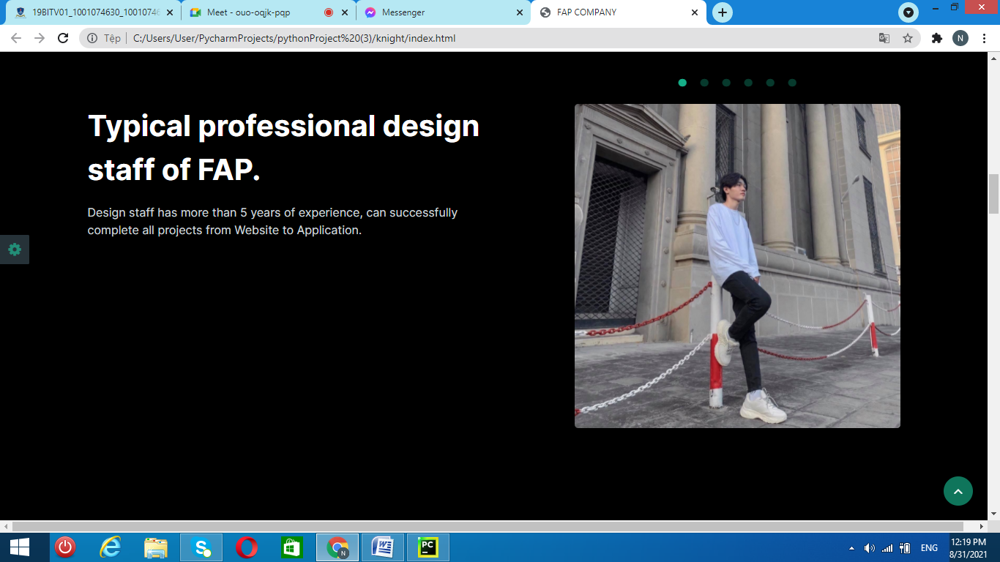 19BITV01_1001074630_1001074
Meet - ouo-oqjk-pqp
Messenger
FAP COMPANY
Tệp
C:/Users/User/PycharmProjects/pythonProject%20(3)/knight/index.html
N
Typical professional design
staff of FAP.
Design staff has more than 5 years of experience, can successfully
complete all projects from Website to Application.
N
PC
ENG
12:19 PM
8/31/2021